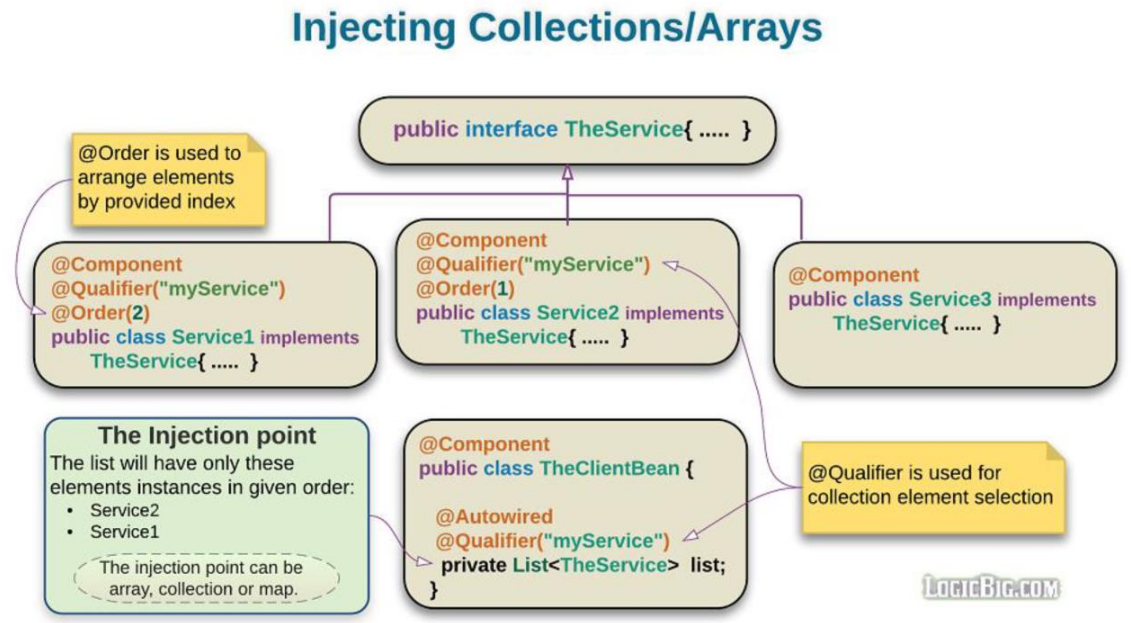 Injecting Collections/Arrays
public interface TheService{ ..... }
@Order is used to
arrange elements
by provided index
@Component
@Qualifier("myService")
@Order(2)
public class Service1 implements
TheService{ ..... }
@Component
@Qualifier("myService")
@Order(1)
public class Service2 implements
TheService{ ..... }
@Component
public class Service3 implements
TheService{ ..... }
The Injection point
The list will have only these
elements instances in given order:
• Service2
• Service1
The injection point can be
array, collection or map.
@Component
public class TheClientBean {
@Autowired
@Qualifier("myService")
private List<TheService> list;
}
@Qualifier is used for
collection element selection
LOGICBIG.COM